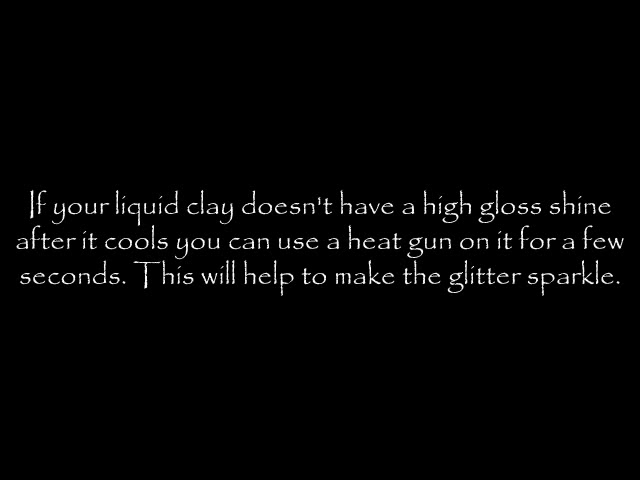 If your liquid clay doesn't have a high gloss shine
after it cools you can use a heat gun on it for a few
seconds. This will help to make the glitter sparkle.